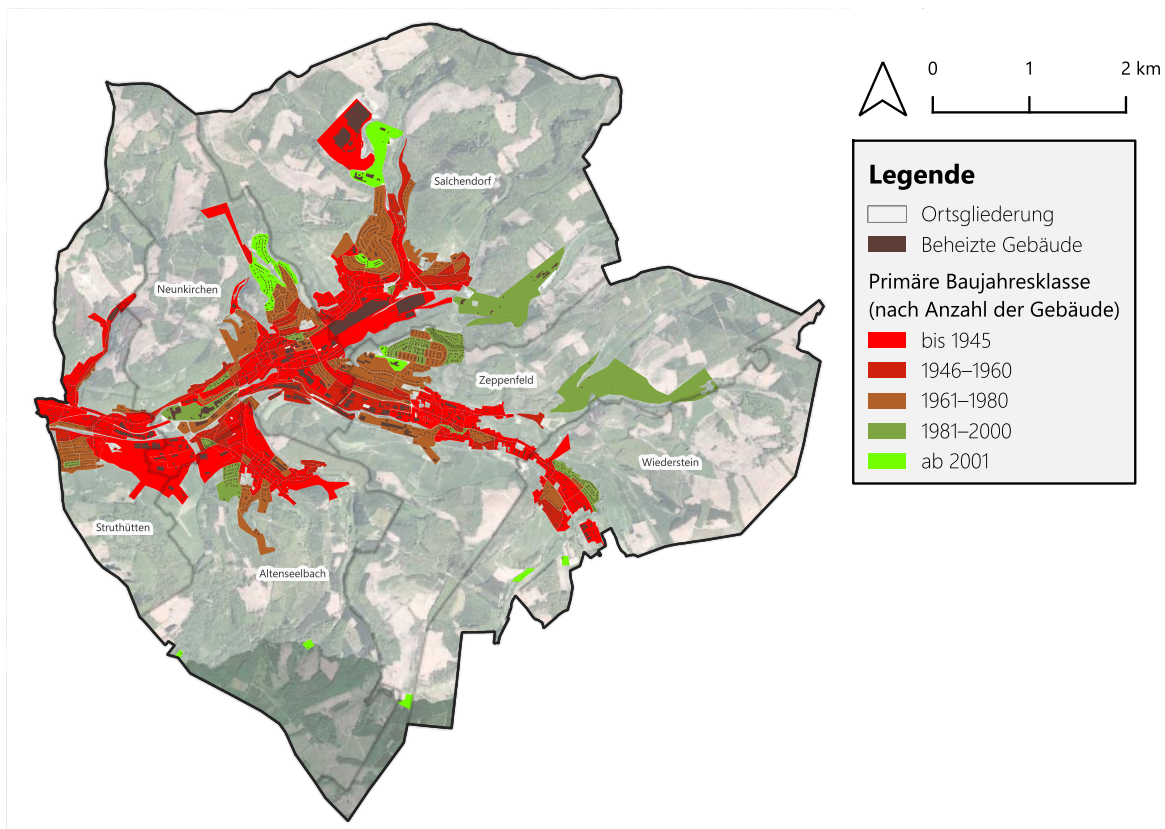 0 1 2 km
Legende
Ortsgliederung
Beheizte Gebäude
Primäre Baujahresklasse
(nach Anzahl der Gebäude)
bis 1945
1946–1960
1961–1980
1981–2000
ab 2001
Salchendorf
Neunkirchen
Zeppenfeld
Wiederstein
Struthütten
Altenseelbach